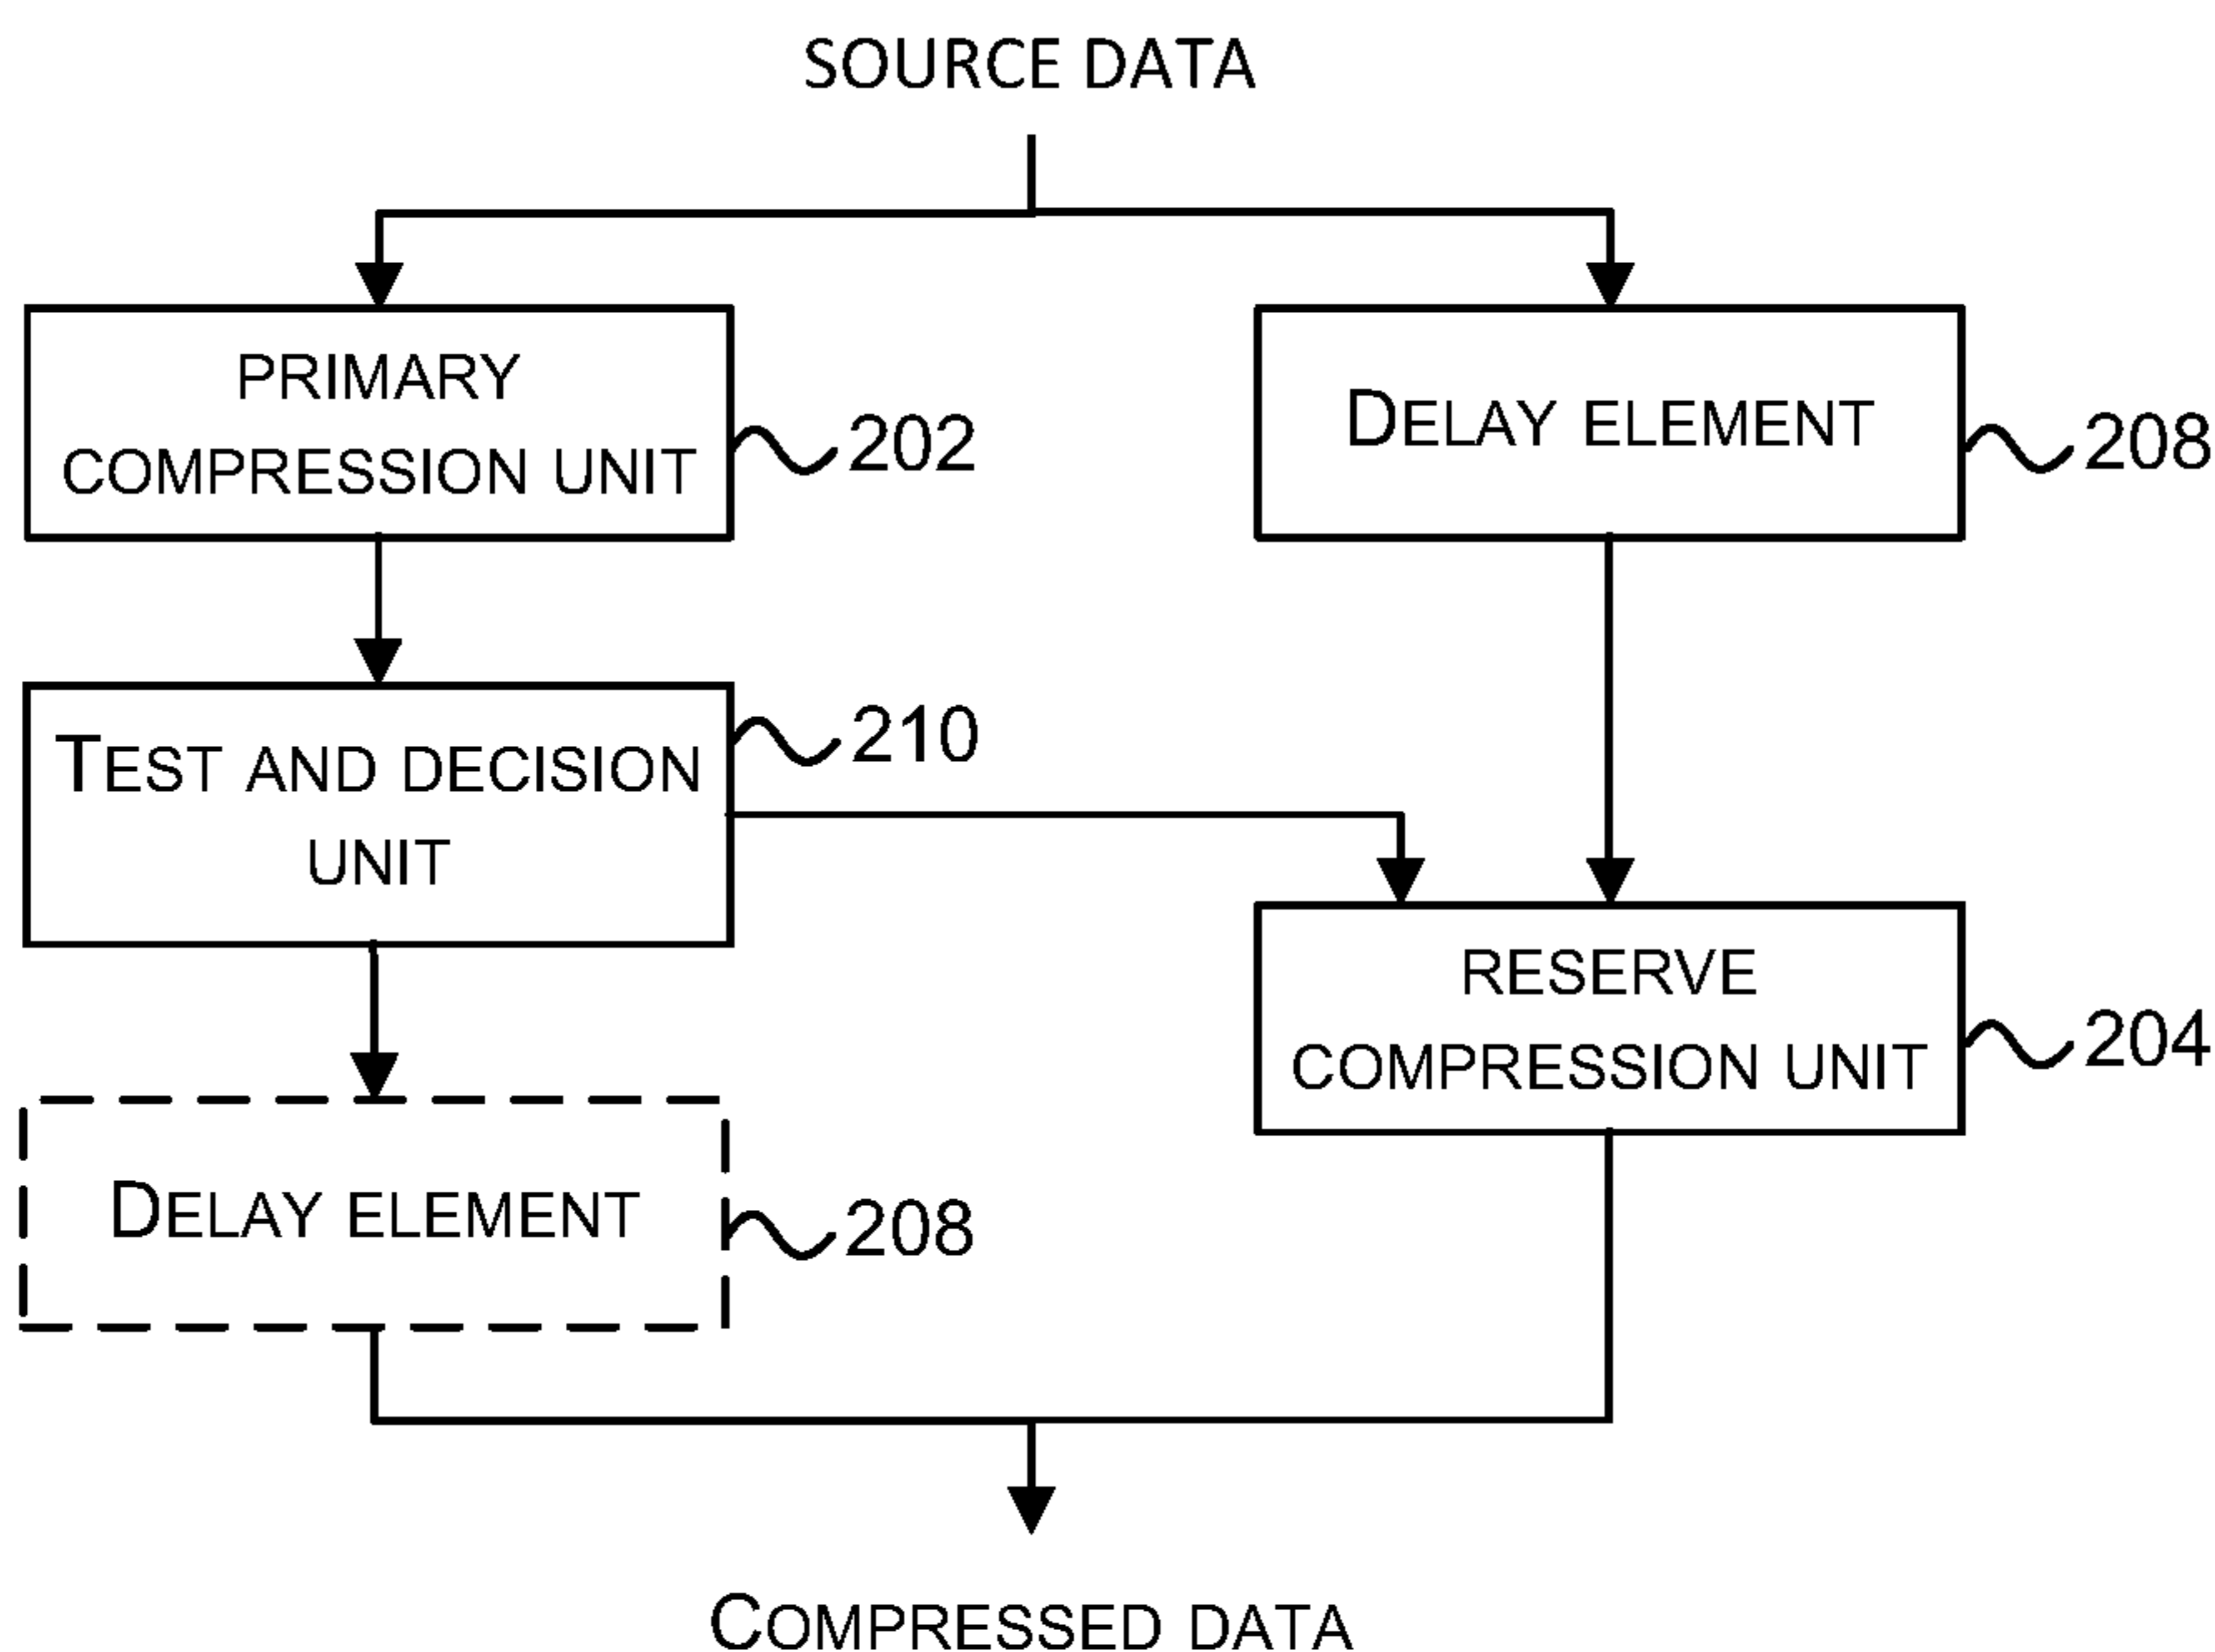 SOURCE DATA
PRIMARY
COMPRESSION UNIT
202
DELAY ELEMENT
208
TEST AND DECISION
UNIT
210
RESERVE
COMPRESSION UNIT
204
DELAY ELEMENT
208
COMPRESSED DATA